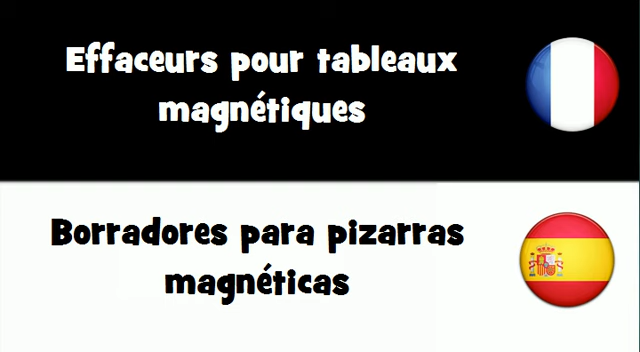 Effaceurs pour tableaux
magnétiques
Borradores para pizarras
magnéticas